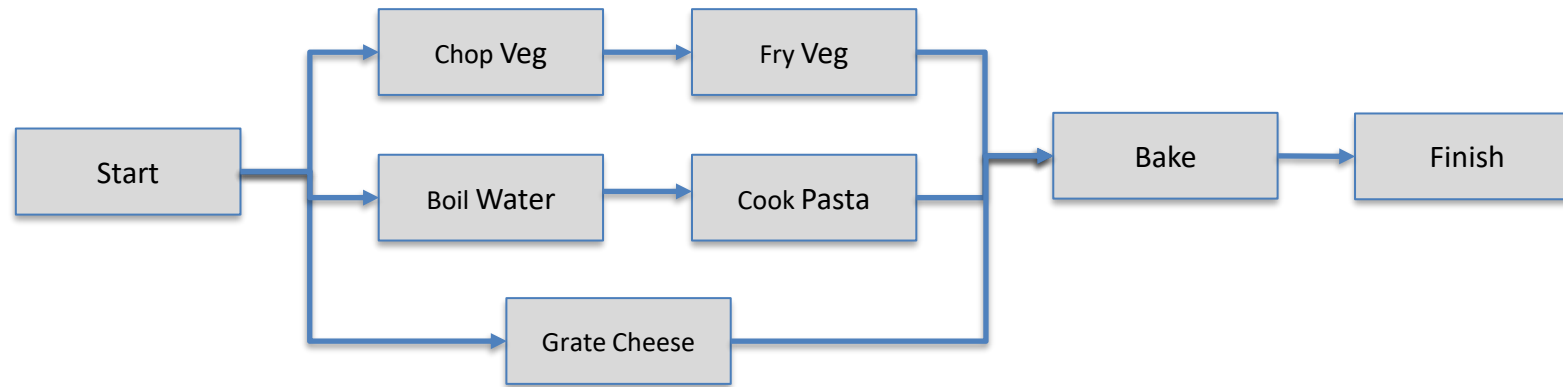 Start
Chop Veg
Fry Veg
Boil Water
Cook Pasta
Grate Cheese
Bake
Finish